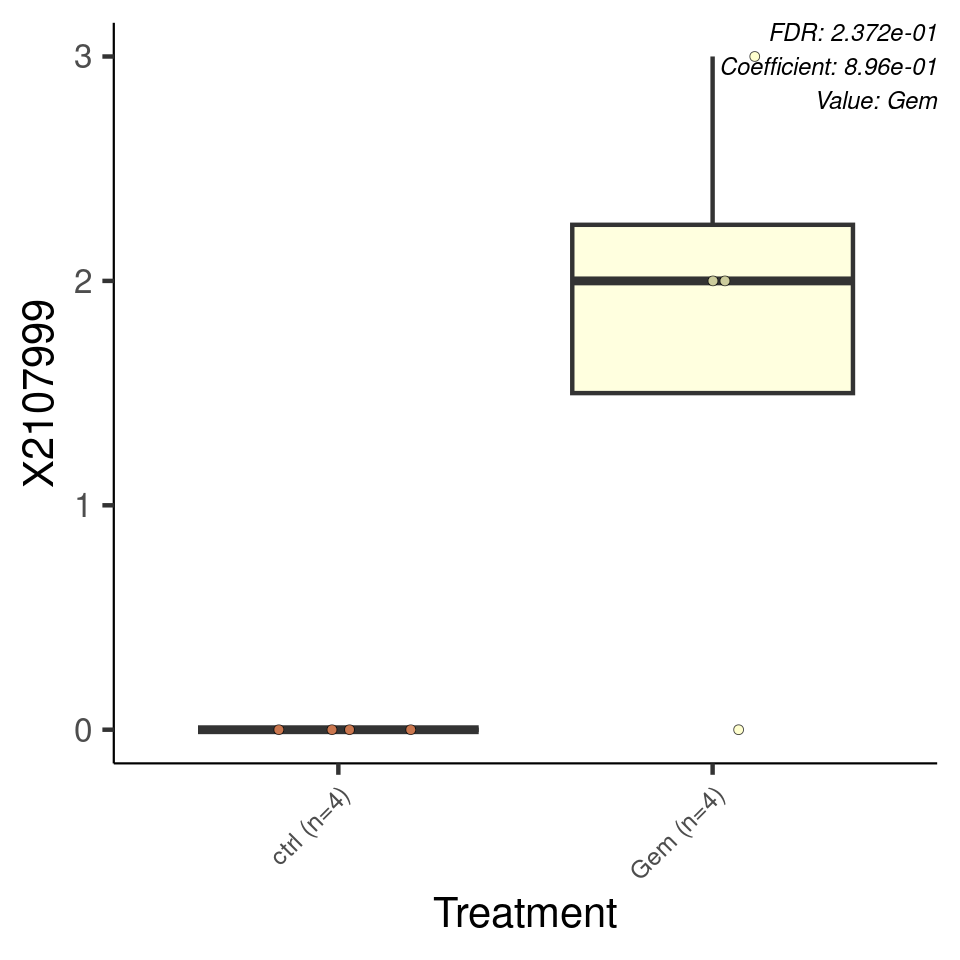 FDR: 2.372e-01
Coefficient: 8.96e-01
Value: Gem
3
2
1
0
X2107999
ctrl (n=4)
Gem (n=4)
Treatment